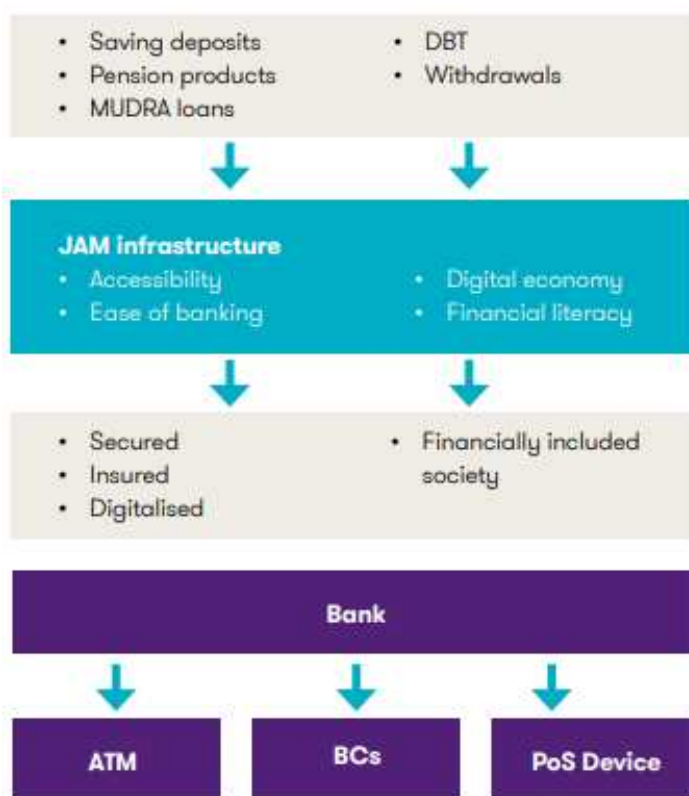 • Saving deposits
• Pension products
• MUDRA loans
• DBT
• Withdrawals
JAM infrastructure
• Accessibility
• Ease of banking
• Digital economy
• Financial literacy
• Secured
• Insured
• Digitalised
• Financially included
society
Bank
ATM
BCs
PoS Device